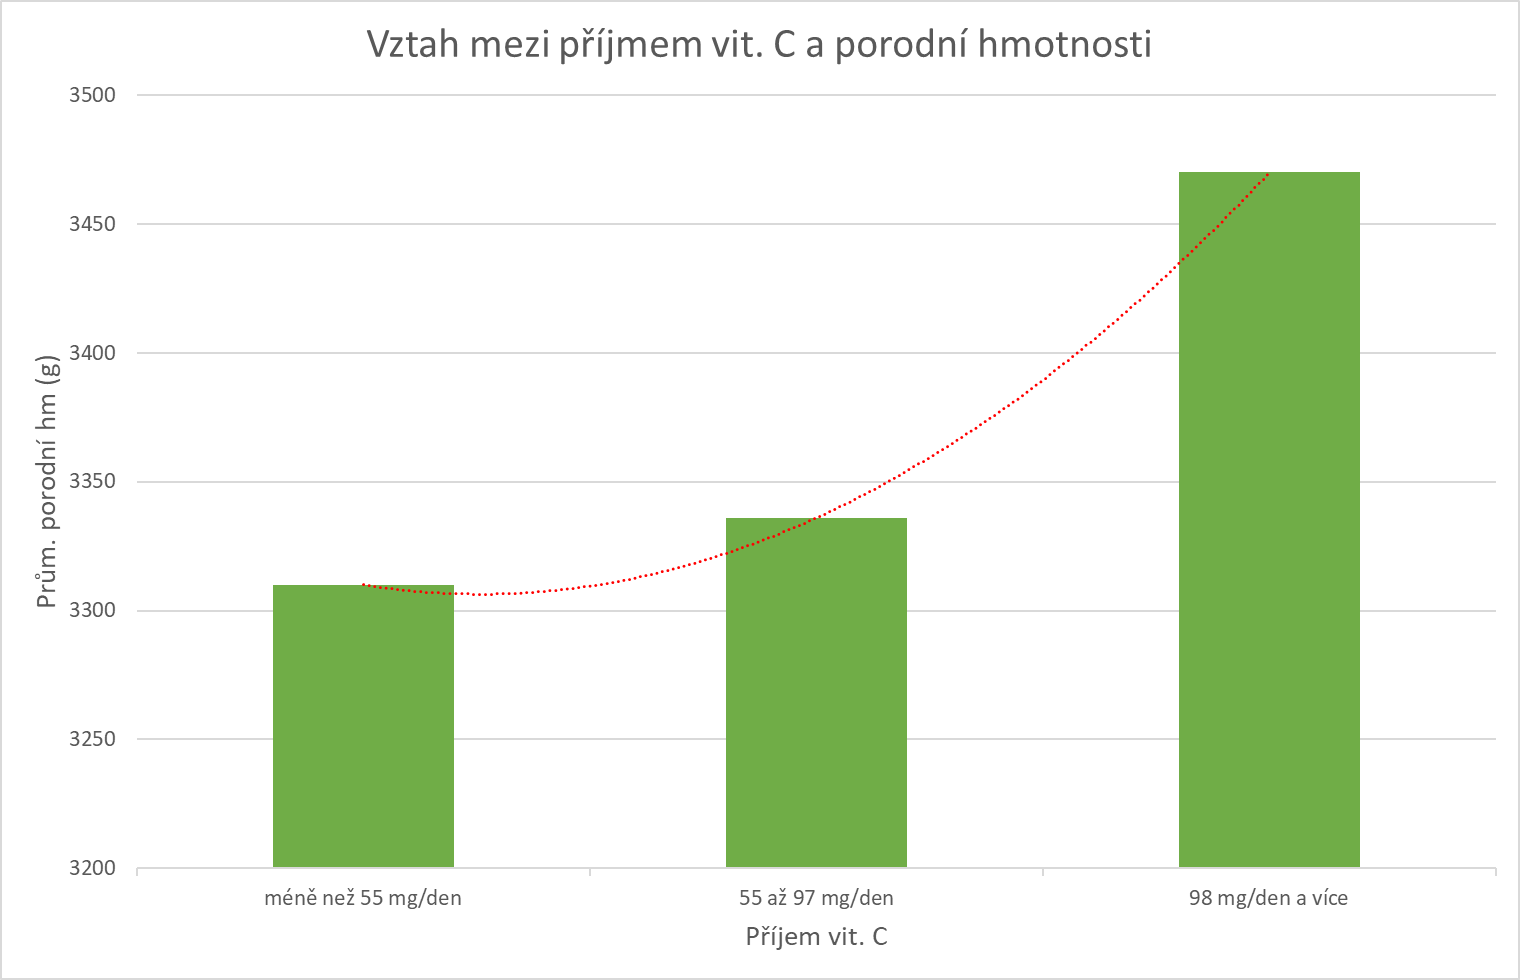 Vztah mezi příjmem vit. C a porodní hmotnosti
3500
3450
3400
3350
3300
3250
3200
Prům. porodní hm (g)
méně než 55 mg/den
55 až 97 mg/den
98 mg/den a více
Příjem vit. C